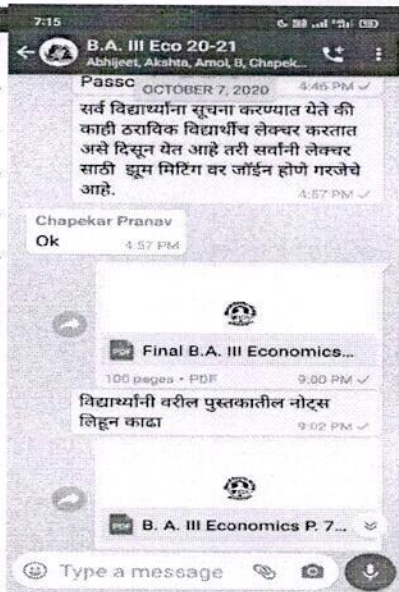 7:15
B.A. III Eco 20-21
Abhijeet, Akshta, Amol, B, Chapek...
Passc
OCTOBER 7, 2020
4:46 PM
सर्व विद्यार्थ्यांना सूचना करण्यात येते की
काही ठराविक विद्यार्थीच लेक्चर करतात
असे दिसून येत आहे तरी सर्वांनी लेक्चर
साठी झूम मिटिंग वर जॉईन होणे गरजेचे
आहे.
4:57 PM
Chapekar Pranav
Ok
4:57 PM
PDF
Final B.A. III Economics...
100 pages • PDF
9:00 PM
विद्यार्थ्यांनी वरील पुस्तकातील नोट्स
लिहून काढा
9:02 PM
PDF
B. A. III Economics P. 7...
Type a message